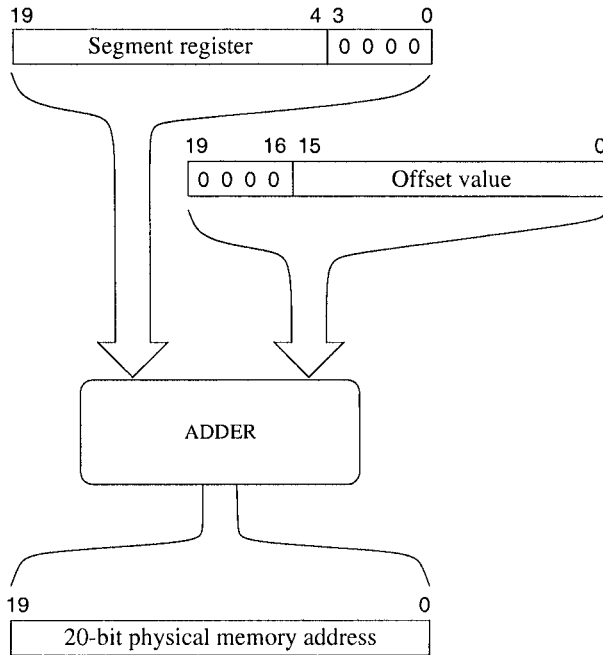 19 4 3 0
Segment register 0 0 0 0
19 16 15 0
0 0 0 0 Offset value
ADDER
19 0
20-bit physical memory address